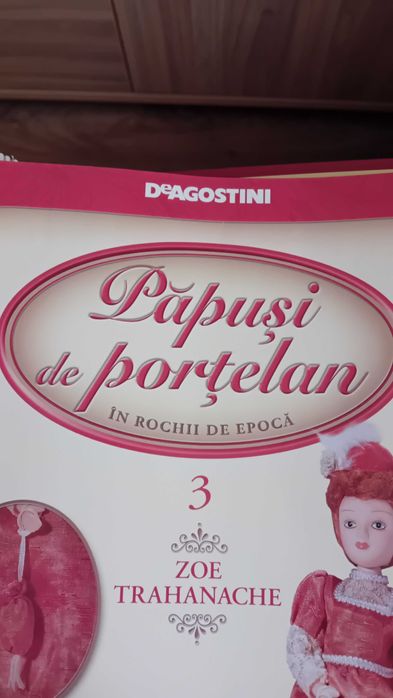 DeAGOSTINI
Păpuși
de porțelan
ÎN ROCHII DE EPOCĂ
3
ZOE
TRAHANACHE